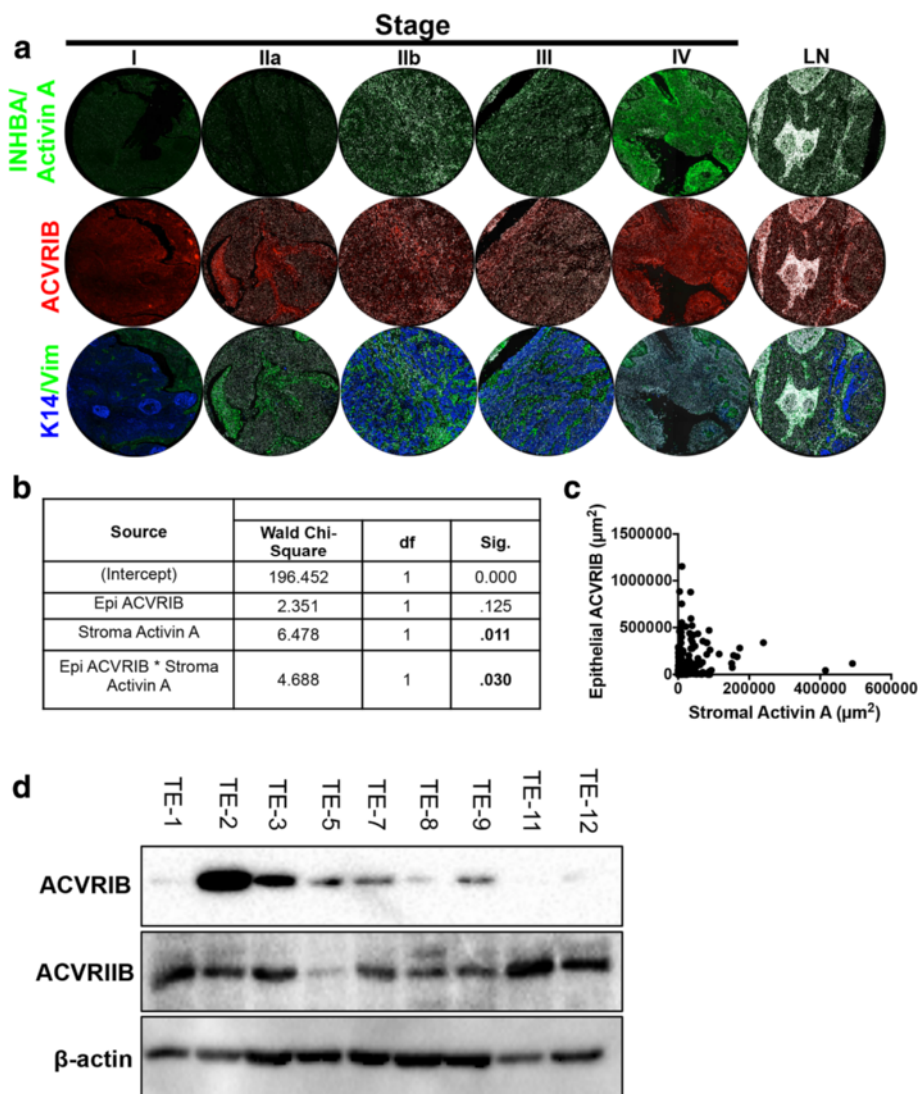 a
Stage
I IIa IIb III IV LN
INHBA/
Activin A
ACVRIB
K14/Vim
b
Source
Wald Chi-
Square
df
Sig.
(Intercept) 196.452 1 0.000
Epi ACVRIB 2.351 1 .125
Stroma Activin A 6.478 1 .011
Epi ACVRIB * Stroma
Activin A
4.688 1 .030
c
Epithelial ACVRIB (µm²)
1500000
1000000
500000
0
0 200000 400000 600000
Stromal Activin A (µm²)
d
TE-1 TE-2 TE-3 TE-5 TE-7 TE-8 TE-9 TE-11 TE-12
ACVRIB
ACVRIIB
β-actin